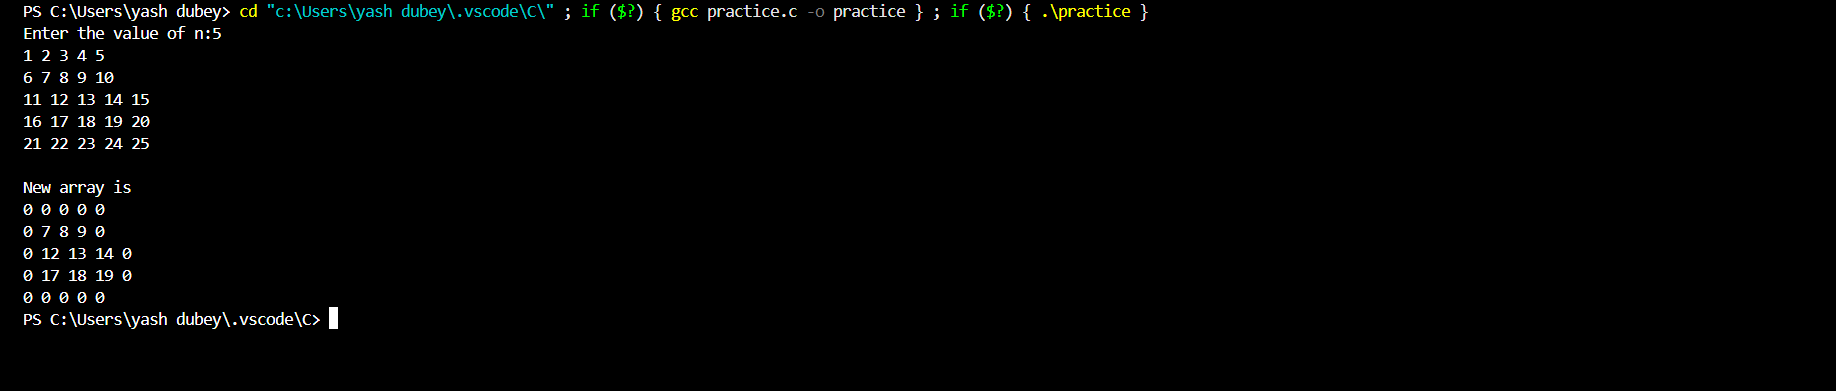 PS C:\Users\yash dubey> cd "c:\Users\yash dubey\.vscode\C\" ; if ($?) { gcc practice.c -o practice } ; if ($?) { .\practice }
Enter the value of n:5
1 2 3 4 5
6 7 8 9 10
11 12 13 14 15
16 17 18 19 20
21 22 23 24 25

New array is
0 0 0 0 0
0 7 8 9 0
0 12 13 14 0
0 17 18 19 0
0 0 0 0 0
PS C:\Users\yash dubey\.vscode\C>